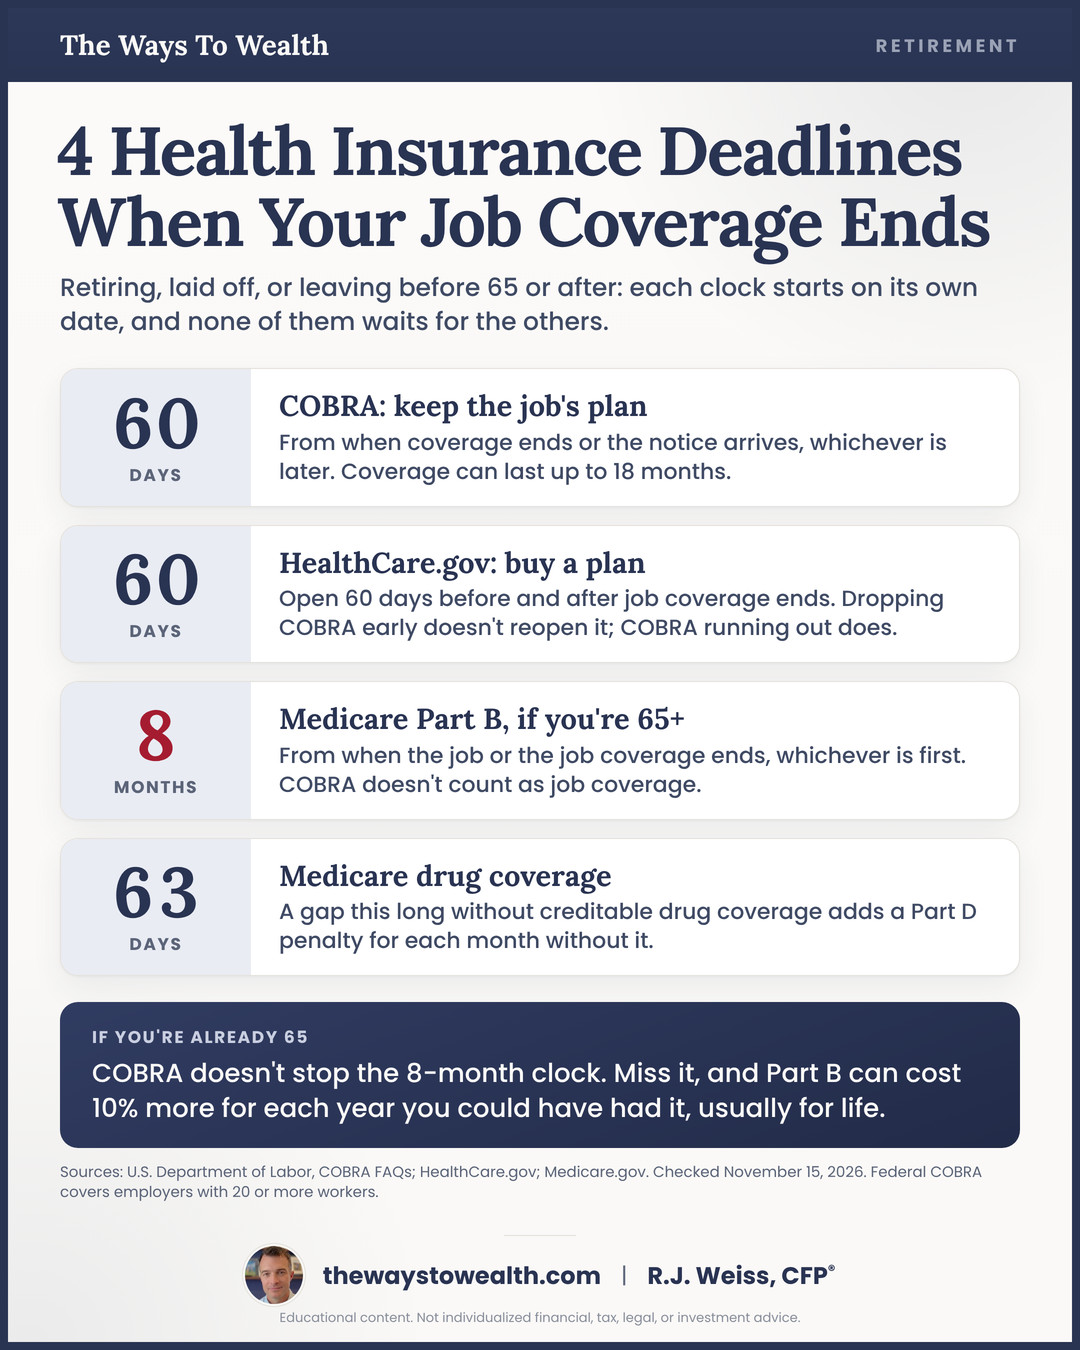 The Ways To Wealth
RETIREMENT
4 Health Insurance Deadlines
When Your Job Coverage Ends
Retiring, laid off, or leaving before 65 or after: each clock starts on its own
date, and none of them waits for the others.
60
DAYS
COBRA: keep the job's plan
From when coverage ends or the notice arrives, whichever is
later. Coverage can last up to 18 months.
60
DAYS
HealthCare.gov: buy a plan
Open 60 days before and after job coverage ends. Dropping
COBRA early doesn't reopen it; COBRA running out does.
8
MONTHS
Medicare Part B, if you're 65+
From when the job or the job coverage ends, whichever is first.
COBRA doesn't count as job coverage.
63
DAYS
Medicare drug coverage
A gap this long without creditable drug coverage adds a Part D
penalty for each month without it.
IF YOU'RE ALREADY 65
COBRA doesn't stop the 8-month clock. Miss it, and Part B can cost
10% more for each year you could have had it, usually for life.
Sources: U.S. Department of Labor, COBRA FAQs; HealthCare.gov; Medicare.gov. Checked November 15, 2026. Federal COBRA
covers employers with 20 or more workers.
thewaystowealth.com | R.J. Weiss, CFP®
Educational content. Not individualized financial, tax, legal, or investment advice.